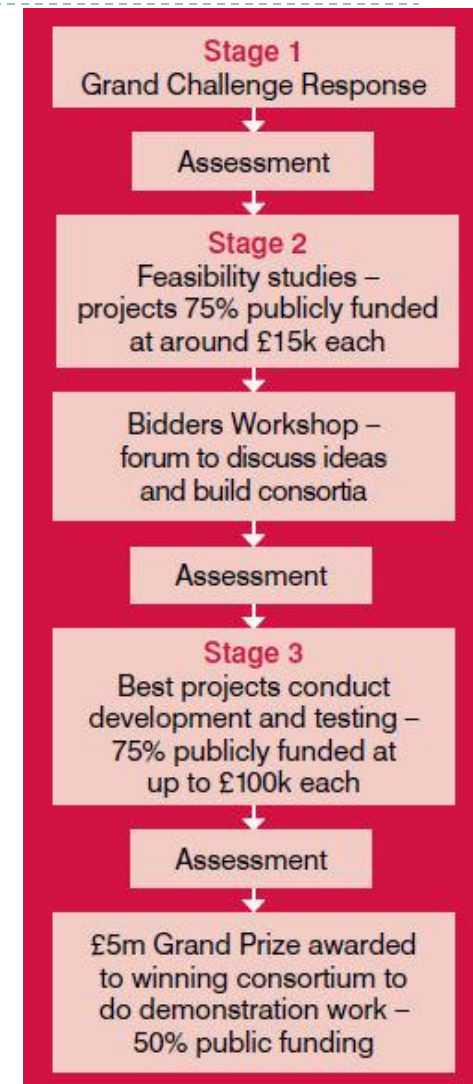 Stage 1
Grand Challenge Response
Assessment
Stage 2
Feasibility studies –
projects 75% publicly funded
at around £15k each
Bidders Workshop –
forum to discuss ideas
and build consortia
Assessment
Stage 3
Best projects conduct
development and testing –
75% publicly funded at
up to £100k each
Assessment
£5m Grand Prize awarded
to winning consortium to
do demonstration work –
50% public funding